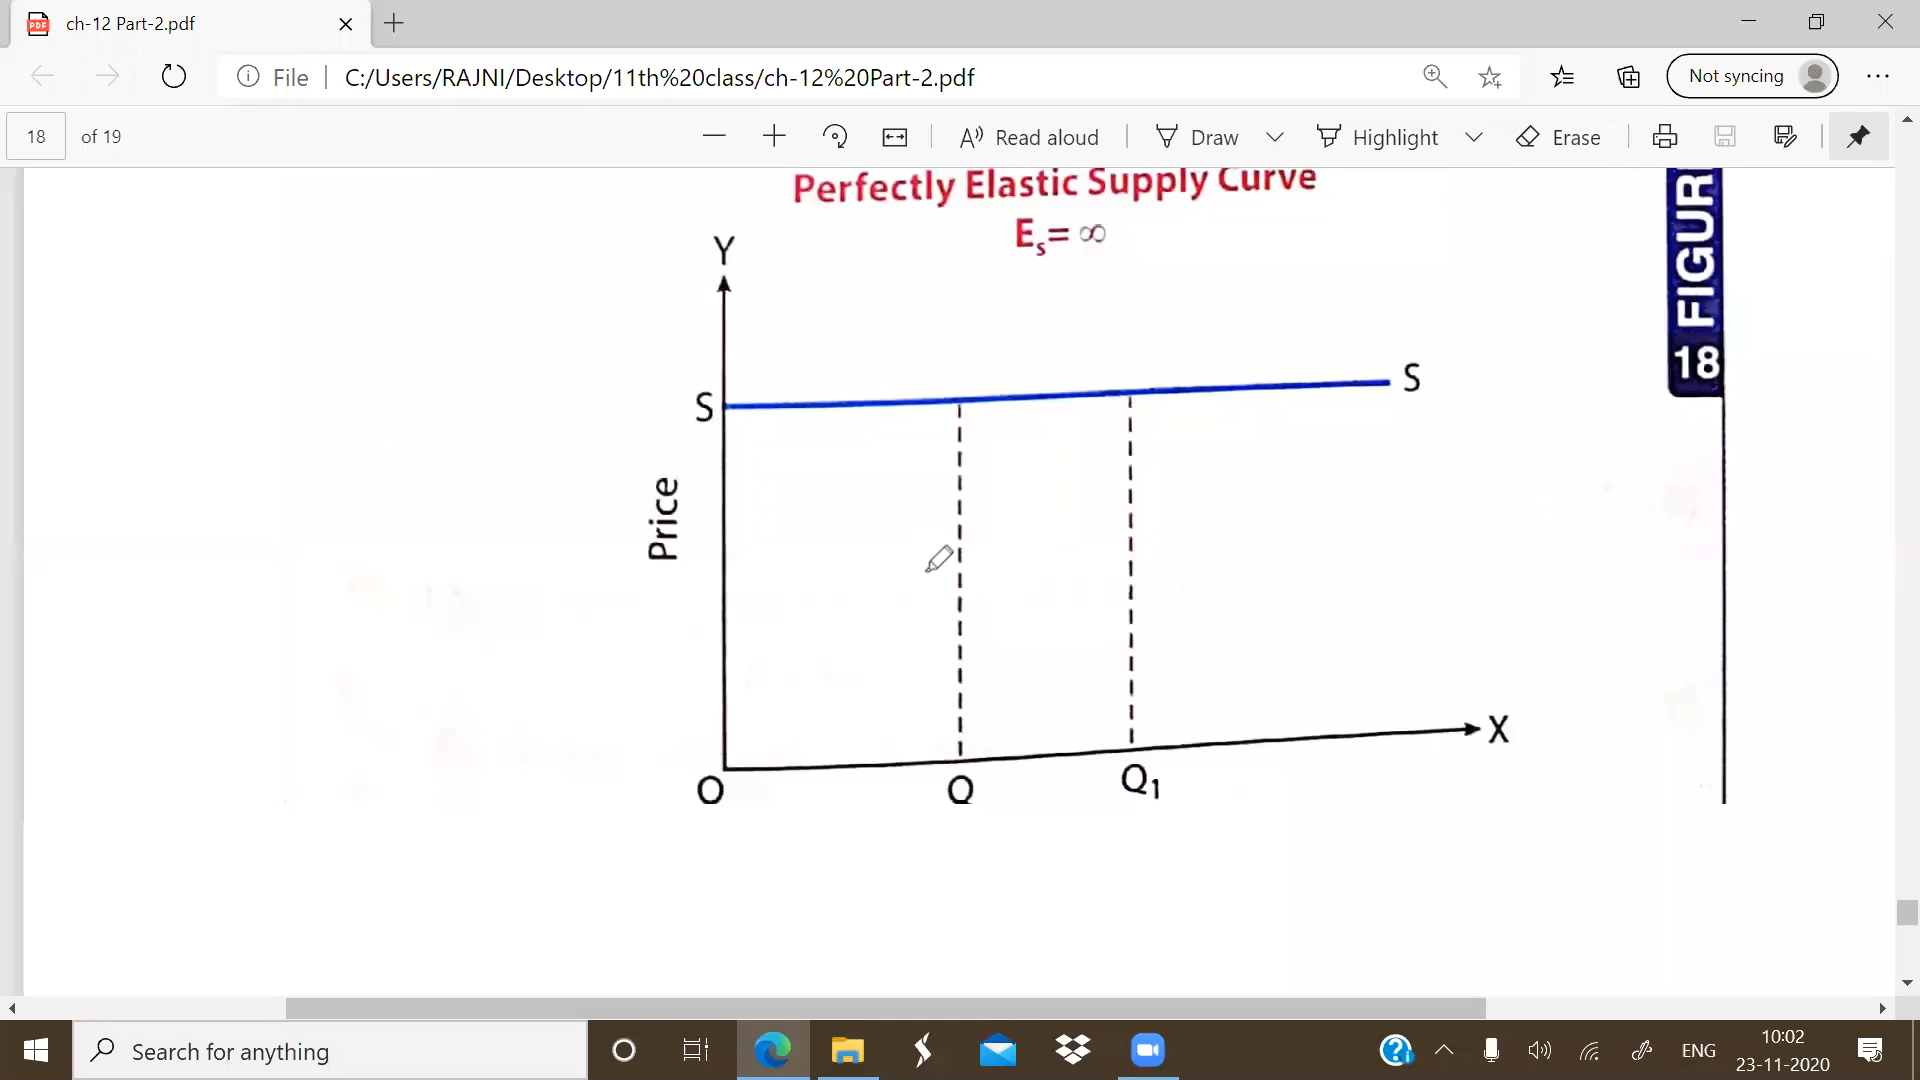 ch-12 Part-2.pdf
File
C:/Users/RAJNI/Desktop/11th%20class/ch-12%20Part-2.pdf
Not syncing
18 of 19
Read aloud
Draw
Highlight
Erase
Perfectly Elastic Supply Curve
Es= ∞
FIGUR
18
Y
S
S
Price
X
O
Q
Q1
Search for anything
ENG
10:02
23-11-2020